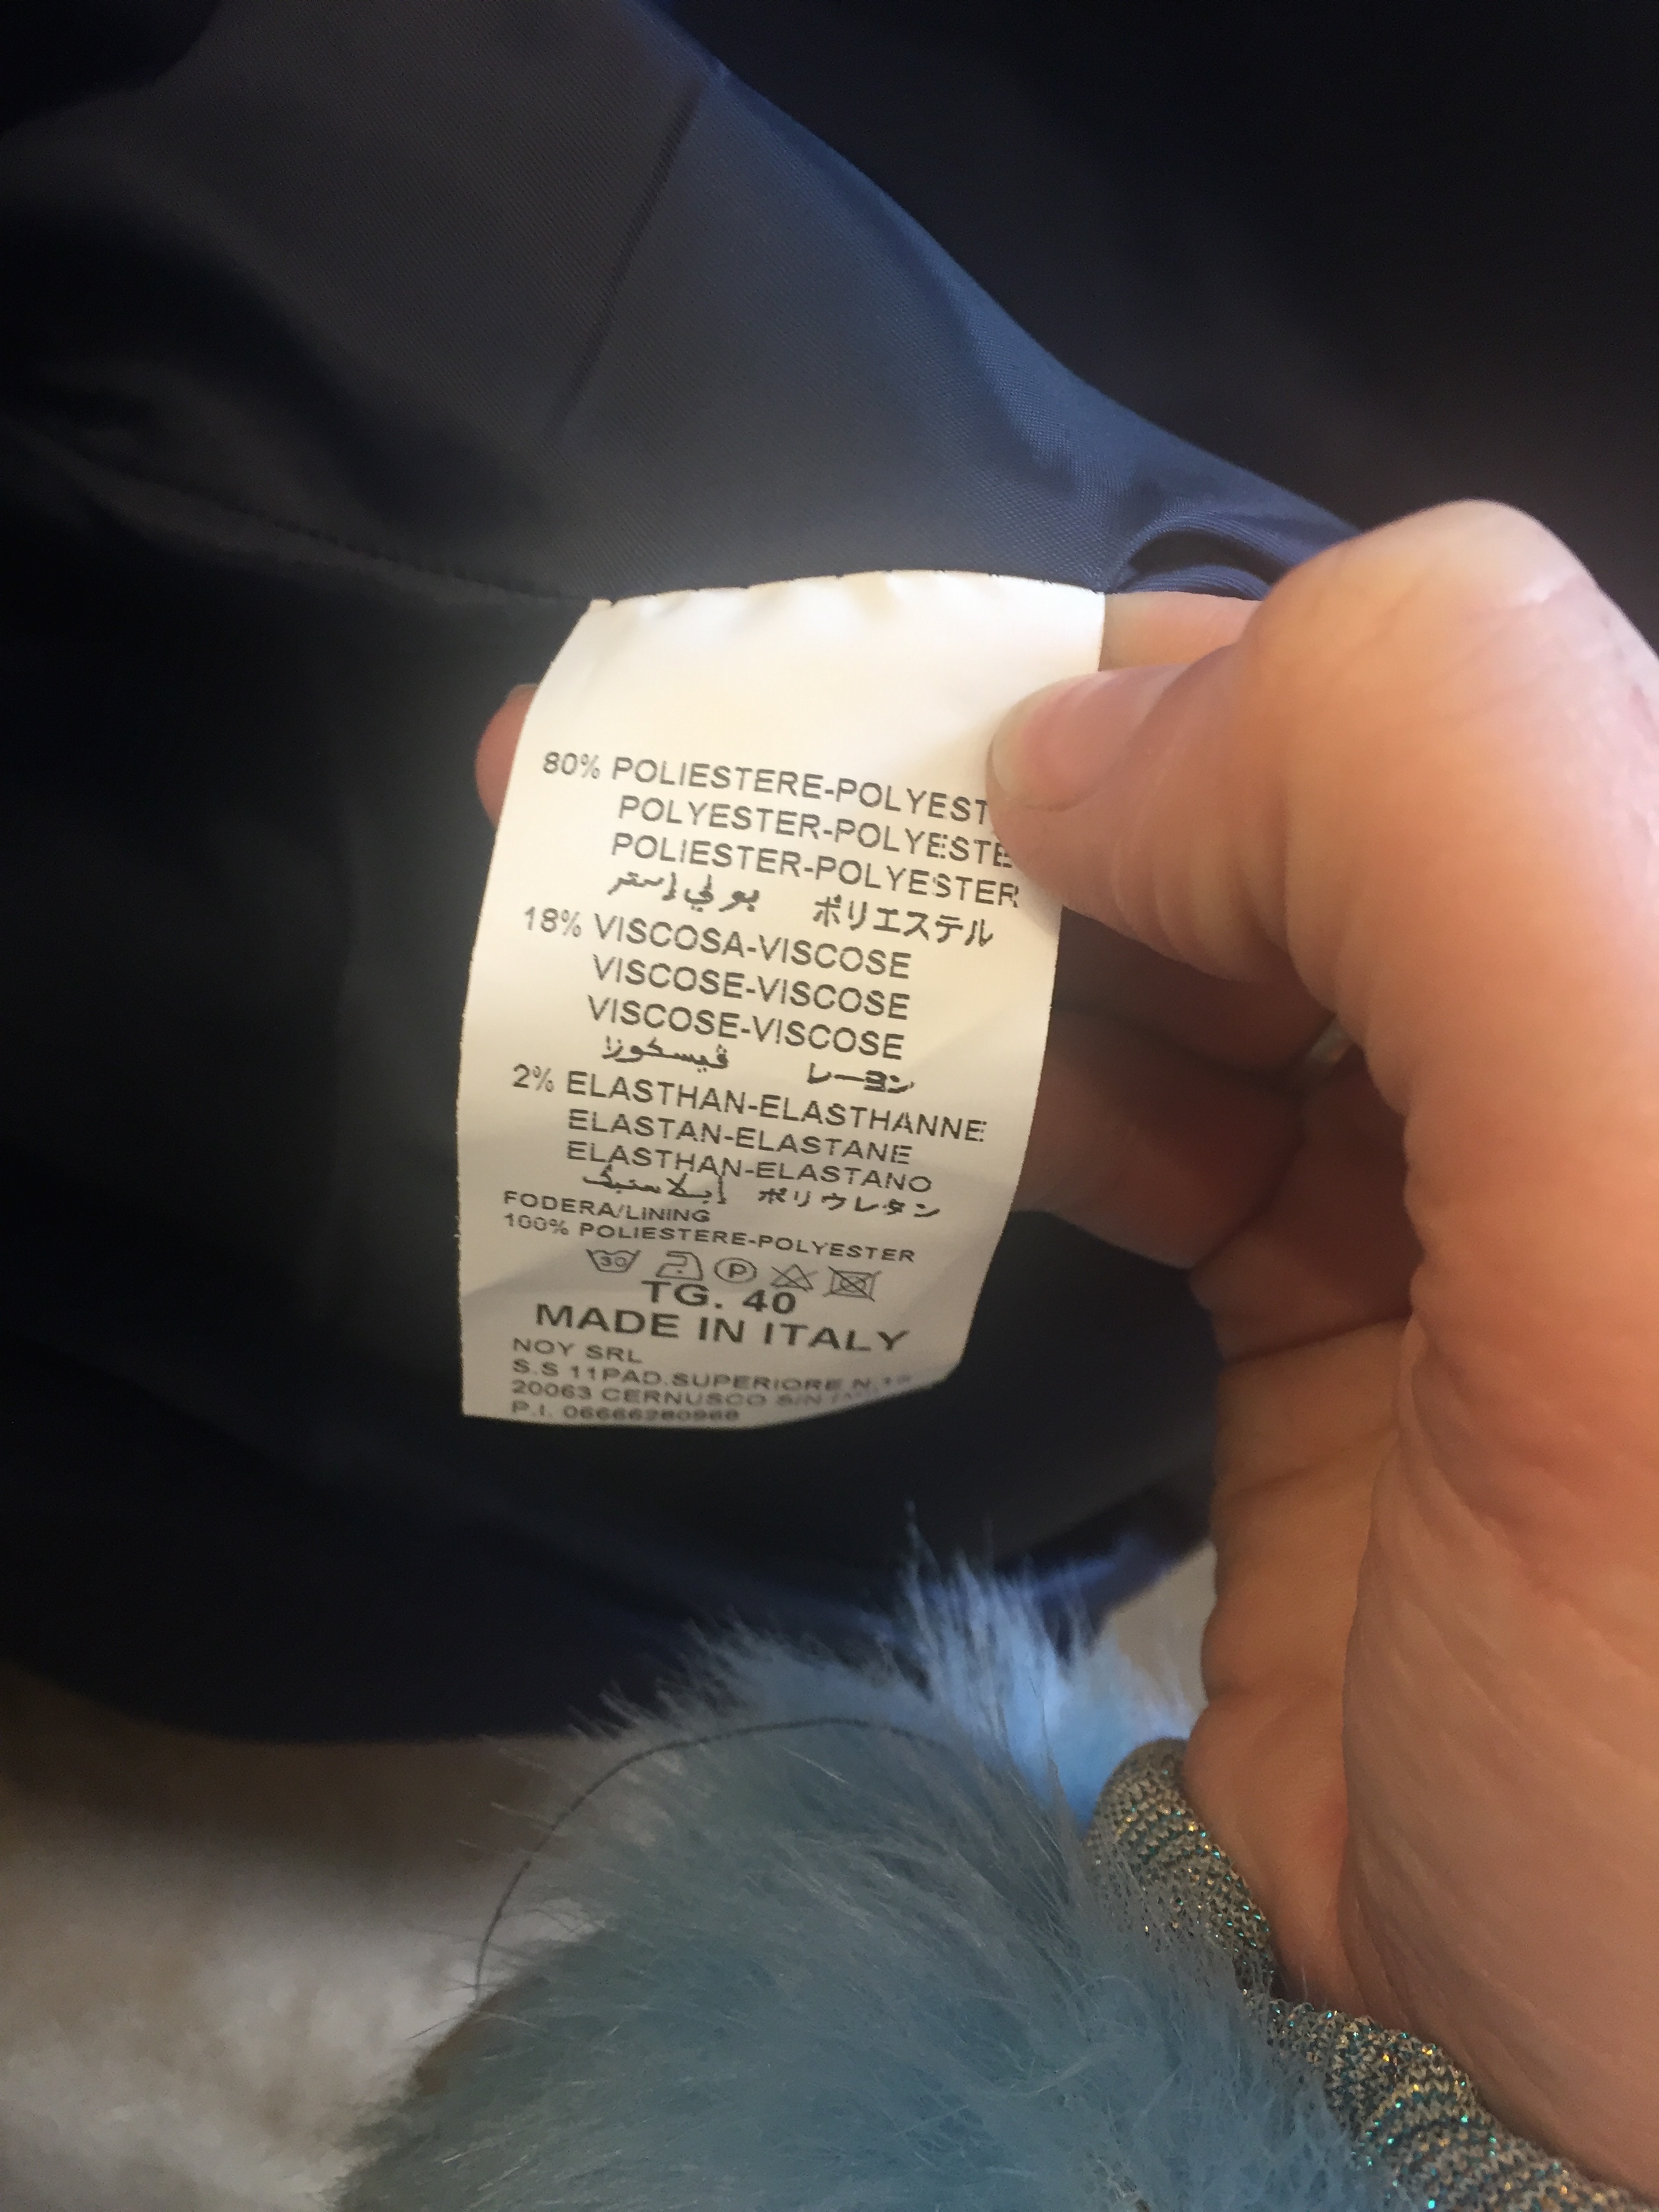 80% POLIESTERE-POLYEST
POLYESTER-POLYESTE
POLIESTER-POLYESTER
بولي إستر ポリエステル
18% VISCOSA-VISCOSE
VISCOSE-VISCOSE
VISCOSE-VISCOSE
فيسكوزا レーヨン
2% ELASTHAN-ELASTHANNE
ELASTAN-ELASTANE
ELASTHAN-ELASTANO
إيلاستيك ポリウレタン
FODERA/LINING
100% POLIESTERE-POLYESTER
30 P
TG. 40
MADE IN ITALY
NOY SRL
S.S 11PAD.SUPERIORE
20063 CERNUSCO S/N
P.I. 06666280968